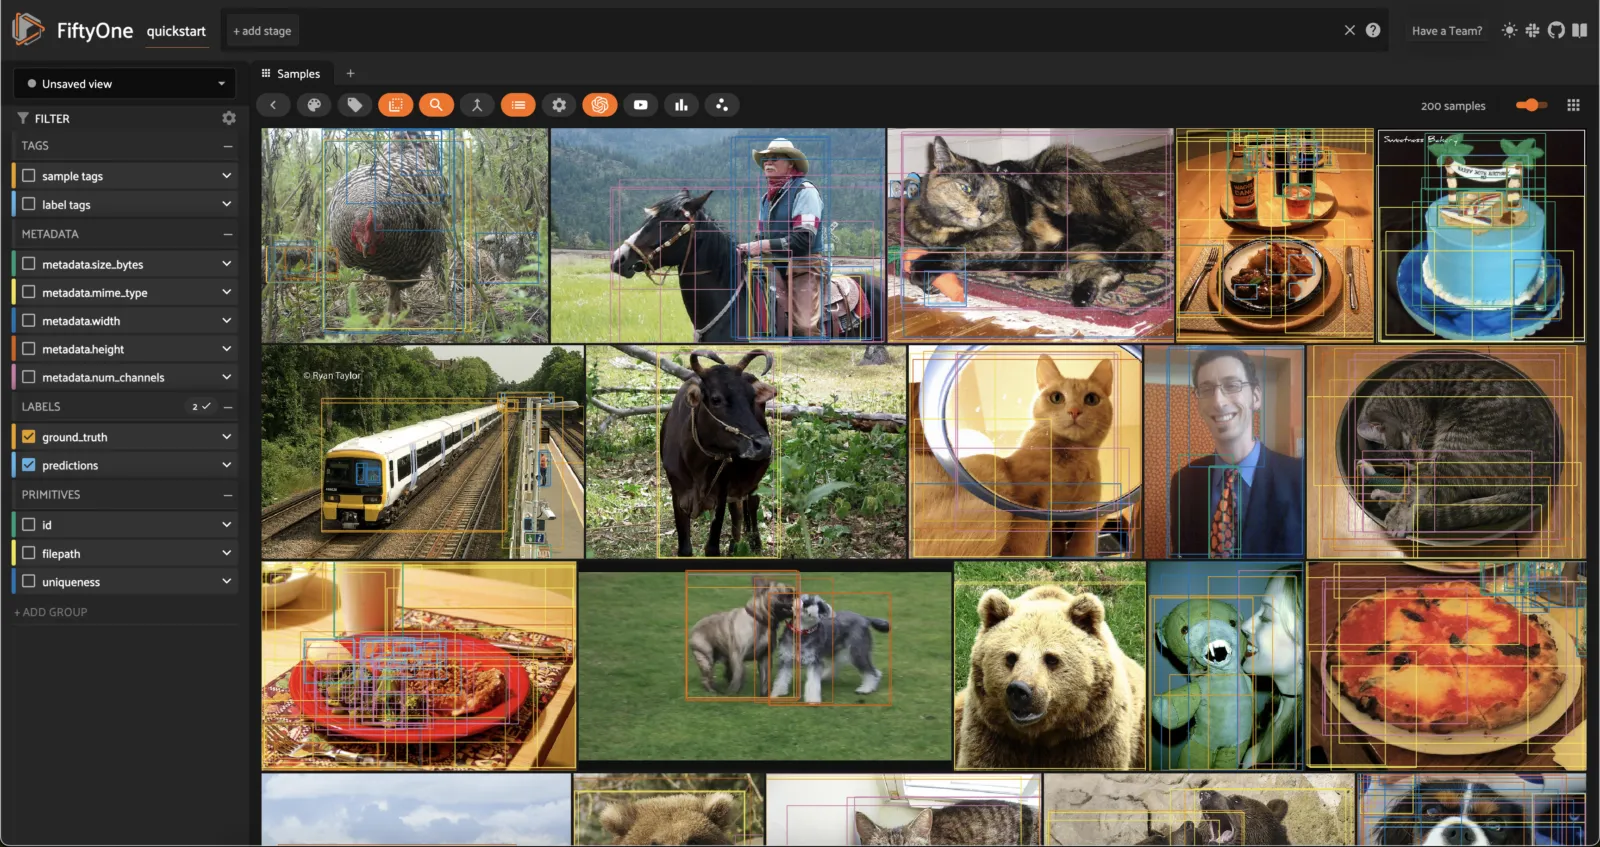 FiftyOne
quickstart
+ add stage
Have a Team?
Unsaved view
Samples
+
FILTER
200 samples
TAGS
sample tags
label tags
METADATA
metadata.size_bytes
metadata.mime_type
metadata.width
metadata.height
metadata.num_channels
LABELS
2
ground_truth
predictions
PRIMITIVES
id
filepath
uniqueness
+ ADD GROUP
Sweetness Bakery
© Ryan Taylor